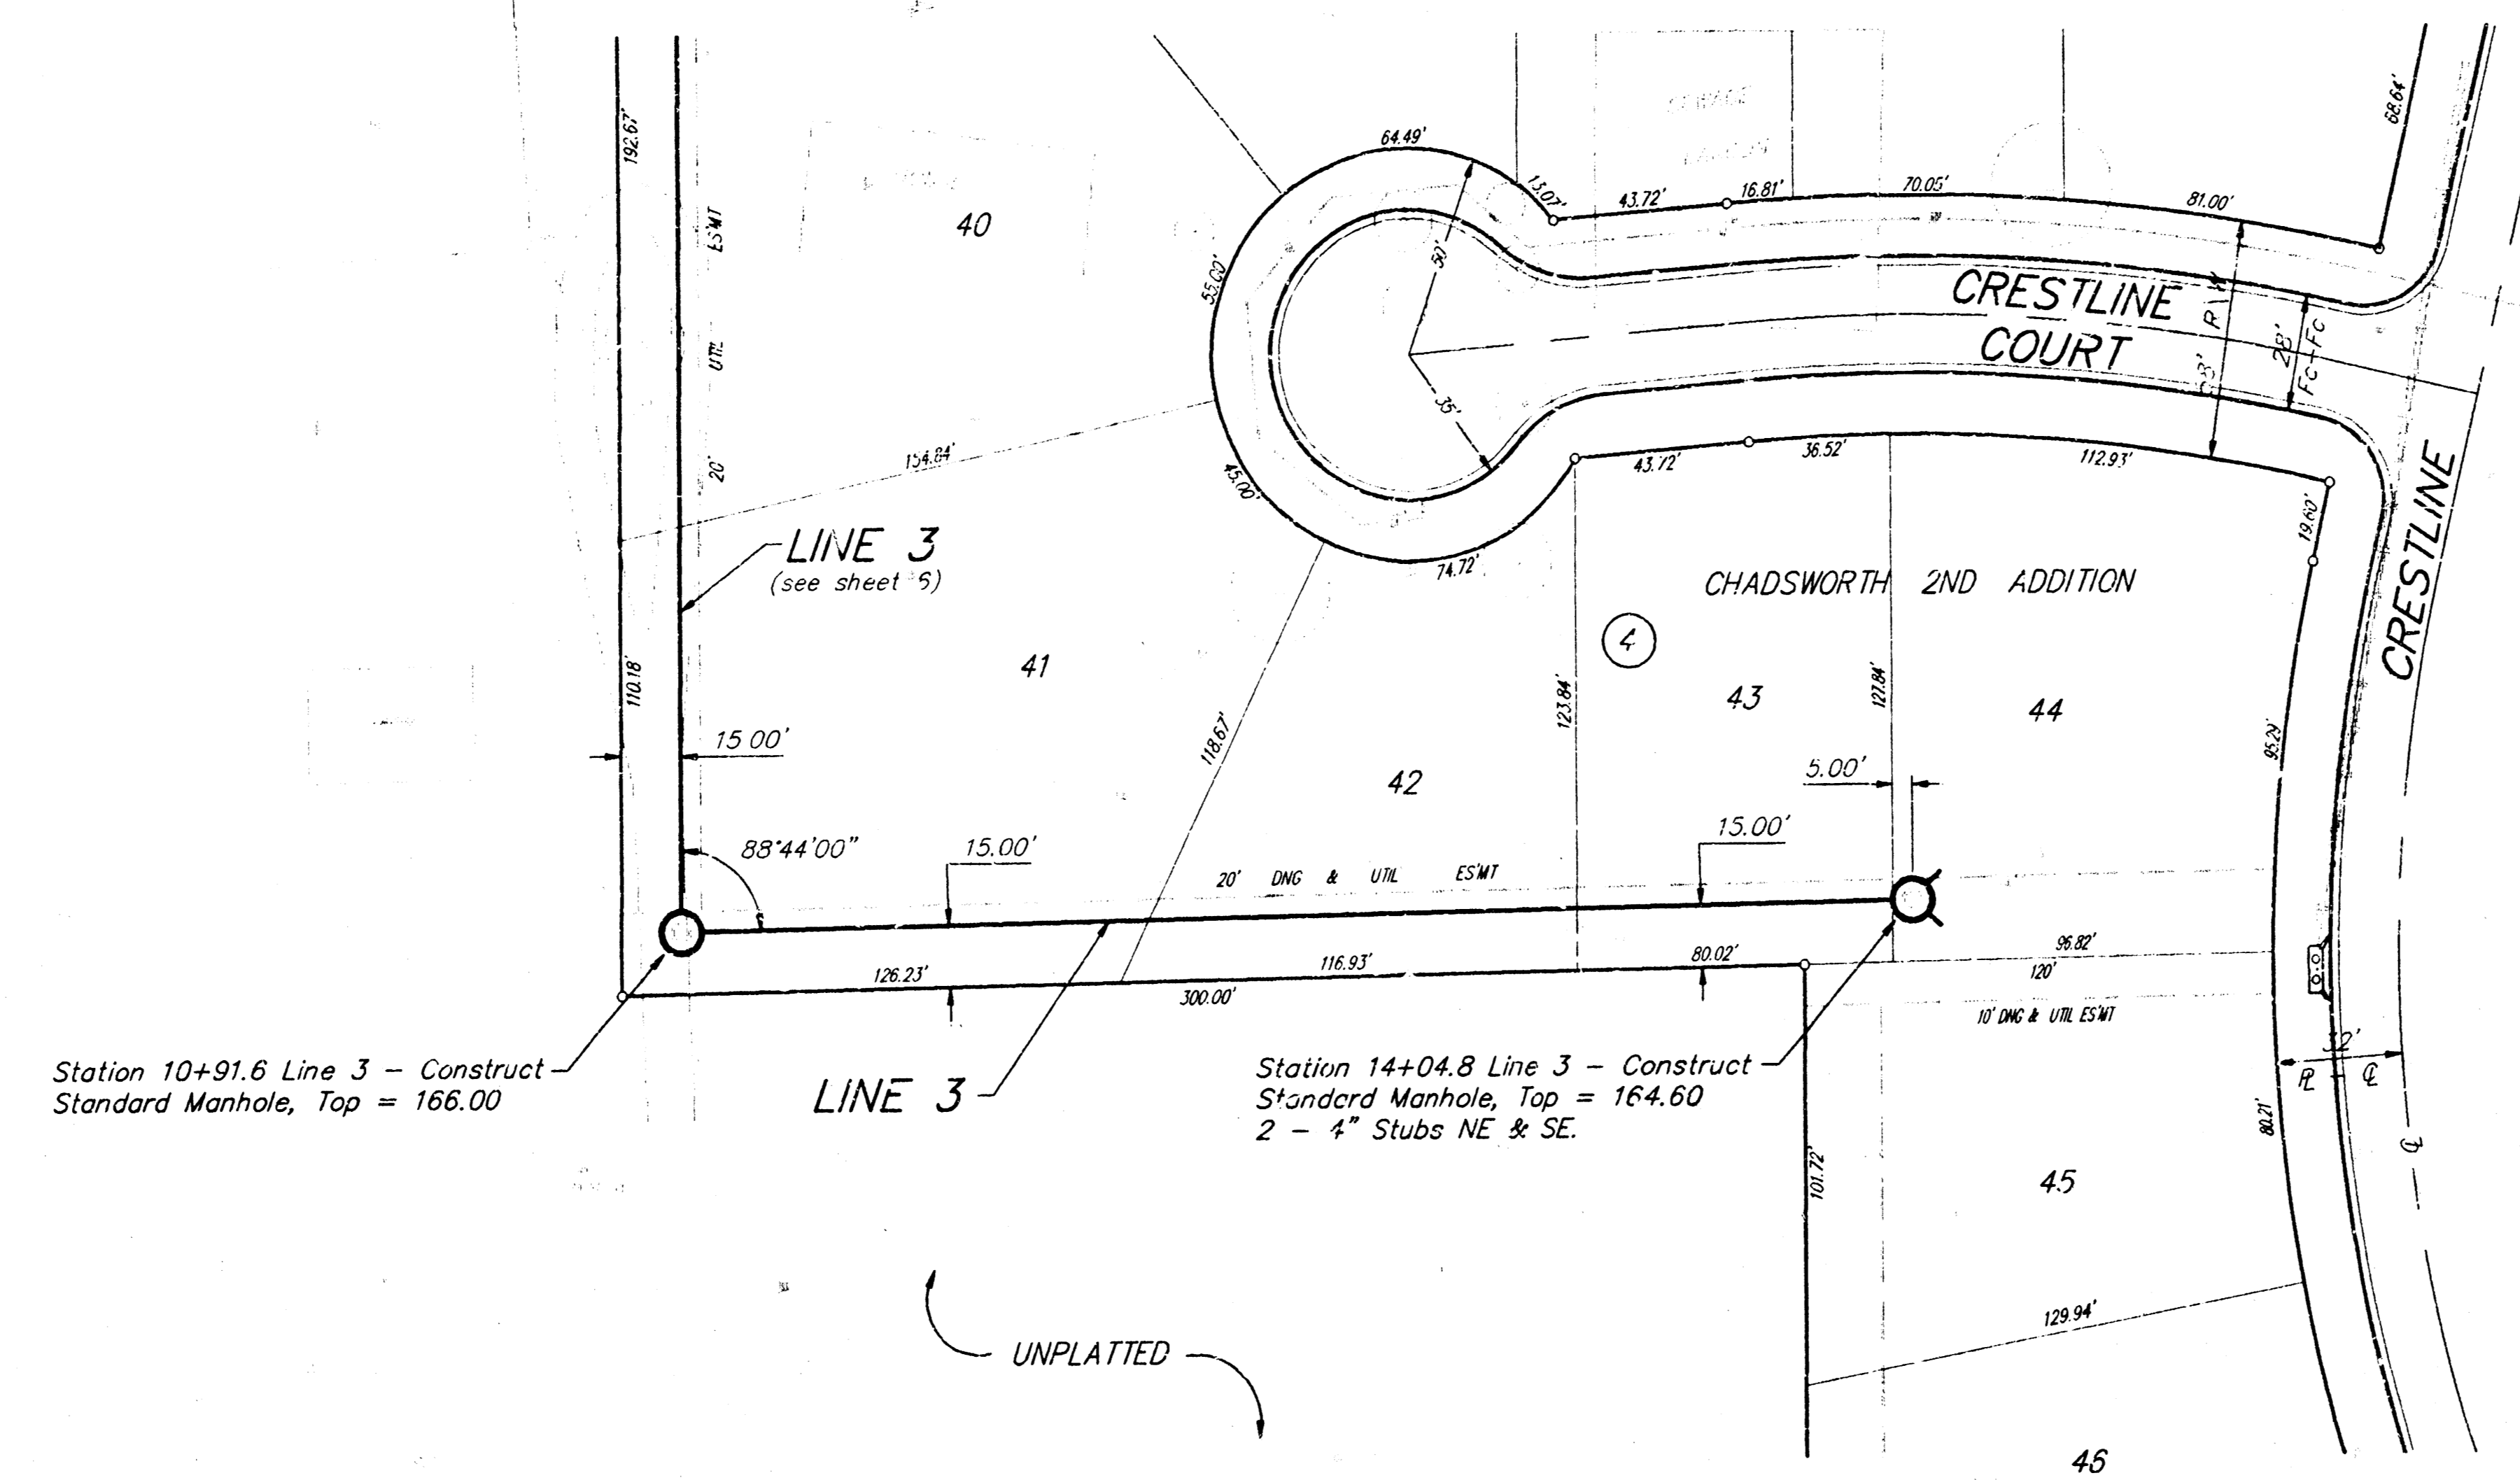 192.67'
ES'MT
UTIL
20'
40
64.49'
13.07'
43.72'
16.81'
70.05'
81.00'
68.64'
50'
55.00'
CRESTLINE
COURT
R/W
28'
FC-FC
35'
154.84'
45.00'
43.72'
36.52'
112.93'
19.60'
CRESTLINE
LINE 3
(see sheet
74.72'
CHADSWORTH 2ND ADDITION
4
41
110.18'
118.67'
123.84'
43
127.84'
44
95.29'
15.00'
42
5.00'
88°44'00"
15.00'
15.00'
20' DNG & UTIL ES'MT
126.23'
116.93'
80.02'
96.82'
300.00'
120'
10' DNG & UTIL ES'MT
32'
PL - CL
Station 10+91.6 Line 3 - Construct
Standard Manhole, Top = 166.00
LINE 3
Station 14+04.8 Line 3 - Construct
Standard Manhole, Top = 164.60
2 - 4" Stubs NE & SE.
80.21'
CL
101.72'
45
129.94'
UNPLATTED
46